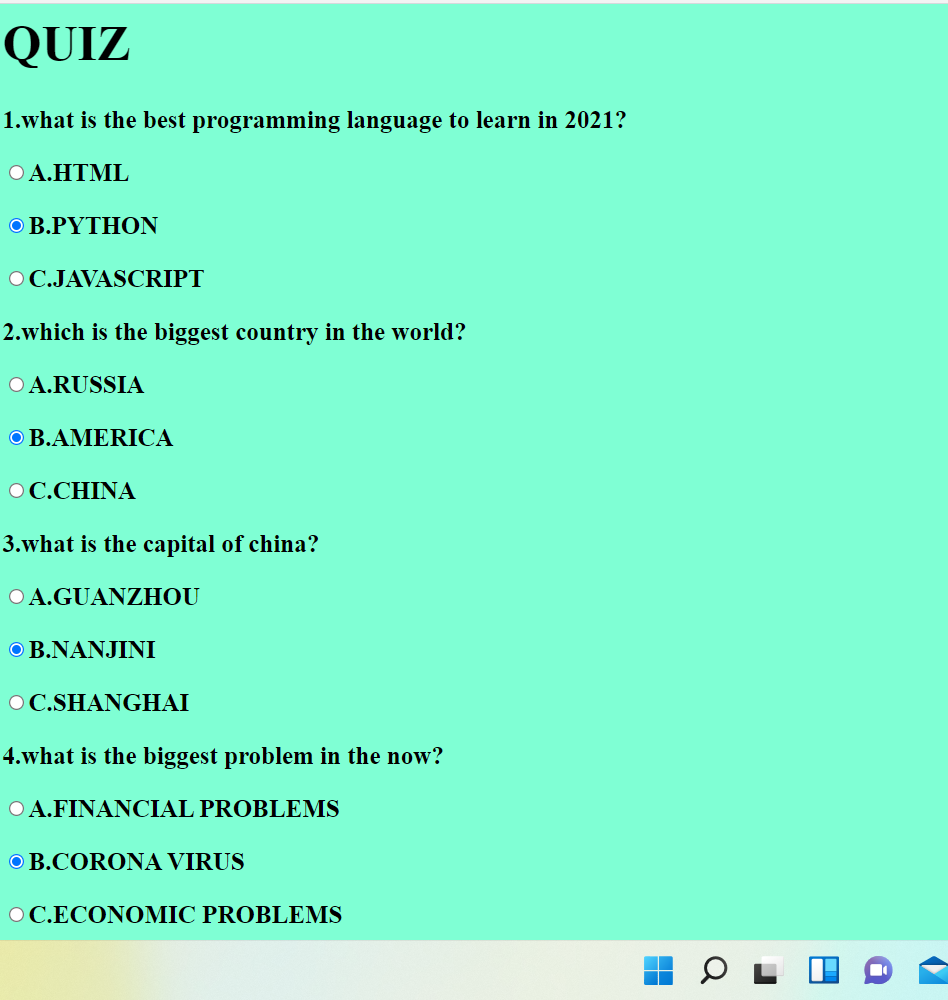 QUIZ
1.what is the best programming language to learn in 2021?
A.HTML
B.PYTHON
C.JAVASCRIPT
2.which is the biggest country in the world?
A.RUSSIA
B.AMERICA
C.CHINA
3.what is the capital of china?
A.GUANZHOU
B.NANJINI
C.SHANGHAI
4.what is the biggest problem in the now?
A.FINANCIAL PROBLEMS
B.CORONA VIRUS
C.ECONOMIC PROBLEMS